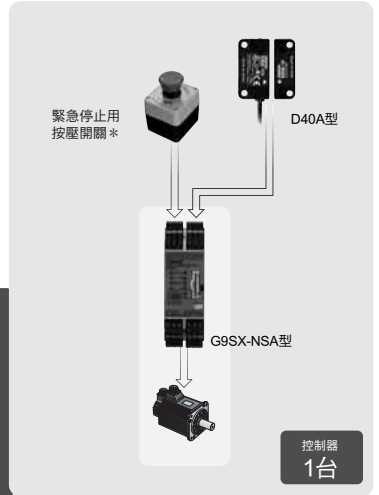 緊急停止用
按壓開關＊
D40A型
G9SX-NSA型
控制器
1台